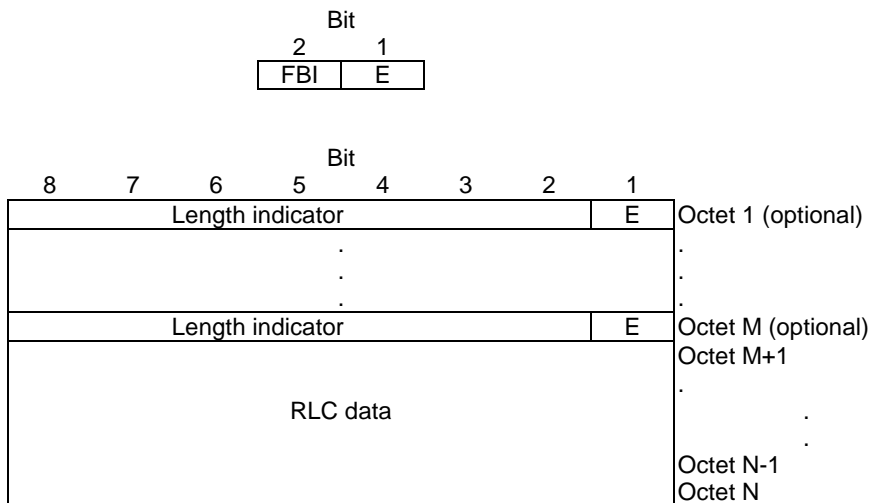 Bit
2 1
FBI E
Bit
8 7 6 5 4 3 2 1
Length indicator E Octet 1 (optional)
. .
. .
. .
Length indicator E Octet M (optional)
Octet M+1
.
RLC data .
.
Octet N-1
Octet N